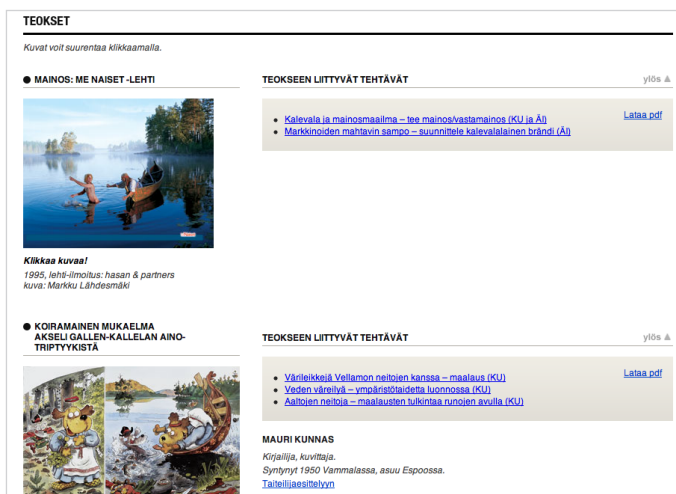 TEOKSET
Kuvat voit suurentaa klikkaamalla.
MAINOS: ME NAISET -LEHTI
TEOKSEEN LIITTYVÄT TEHTÄVÄT
ylös ▲
Kalevala ja mainosmaailma – tee mainos/vastamainos (KU ja ÄI)
Lataa pdf
Markkinoiden mahtavin sampo – suunnittele kalevalalainen brändi (ÄI)
Klikkaa kuvaa!
1995, lehti-ilmoitus: hasan & partners
kuva: Markku Lähdesmäki
KOIRAMAINEN MUKAELMA
AKSELI GALLEN-KALLELAN AINO-
TRIPTYYKISTÄ
TEOKSEEN LIITTYVÄT TEHTÄVÄT
ylös ▲
Värileikkejä Vellamon neitojen kanssa – maalaus (KU)
Lataa pdf
Veden väreilyä – ympäristötaidetta luonnossa (KU)
Aaltojen neitoja – maalausten tulkintaa runojen avulla (KU)
MAURI KUNNAS
Kirjailija, kuvittaja.
Syntynyt 1950 Vammalassa, asuu Espoossa.
Taiteilijaesittelyyn